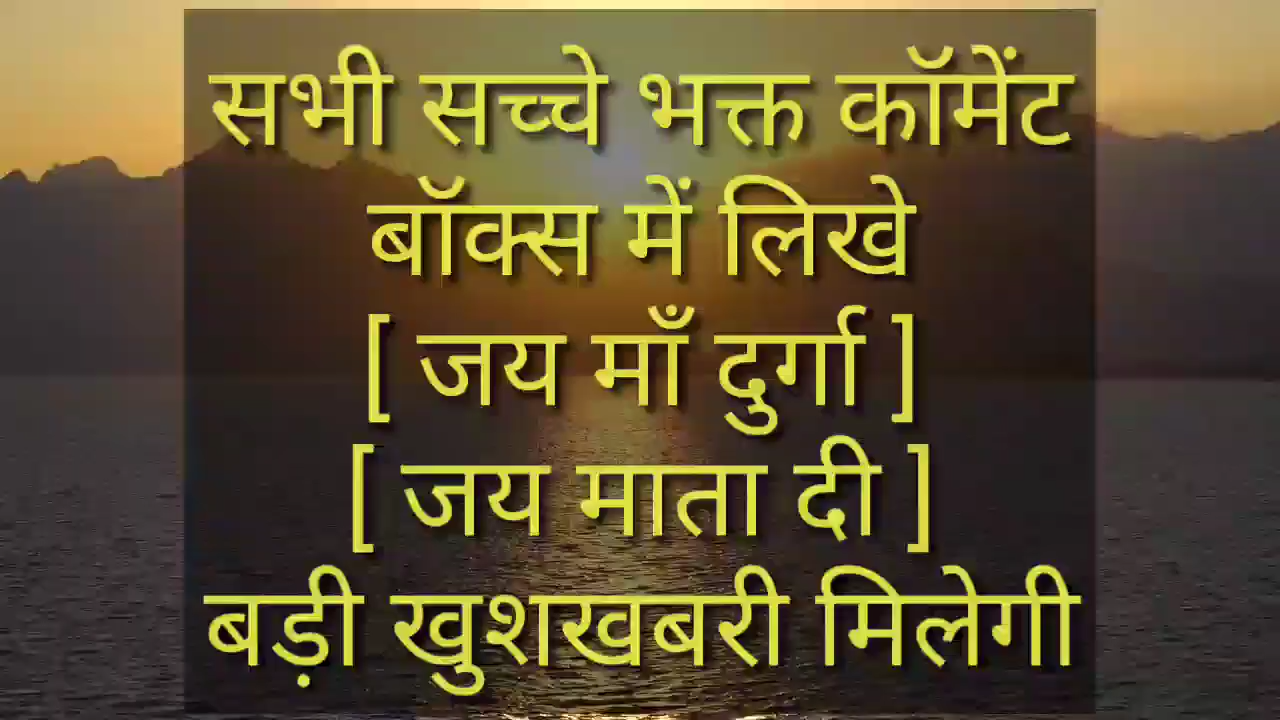 सभी सच्चे भक्त कॉमेंट
बॉक्स में लिखे
[ जय माँ दुर्गा ]
[ जय माता दी ]
बड़ी खुशखबरी मिलेगी